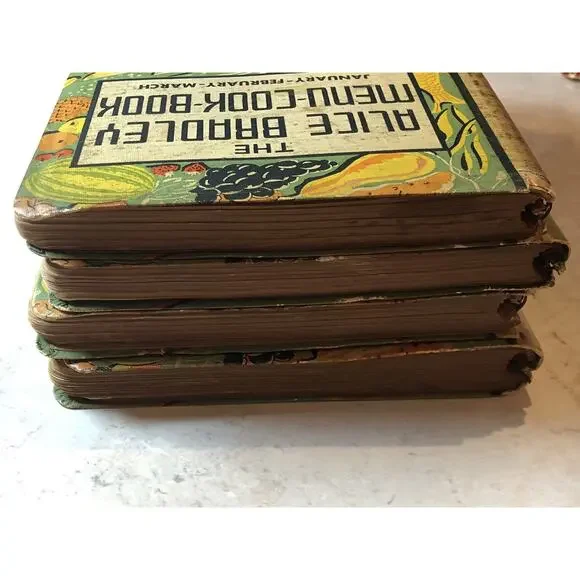 THE
ALICE BRADLEY
MENU-COOK-BOOK
JANUARY-FEBRUARY-MARCH